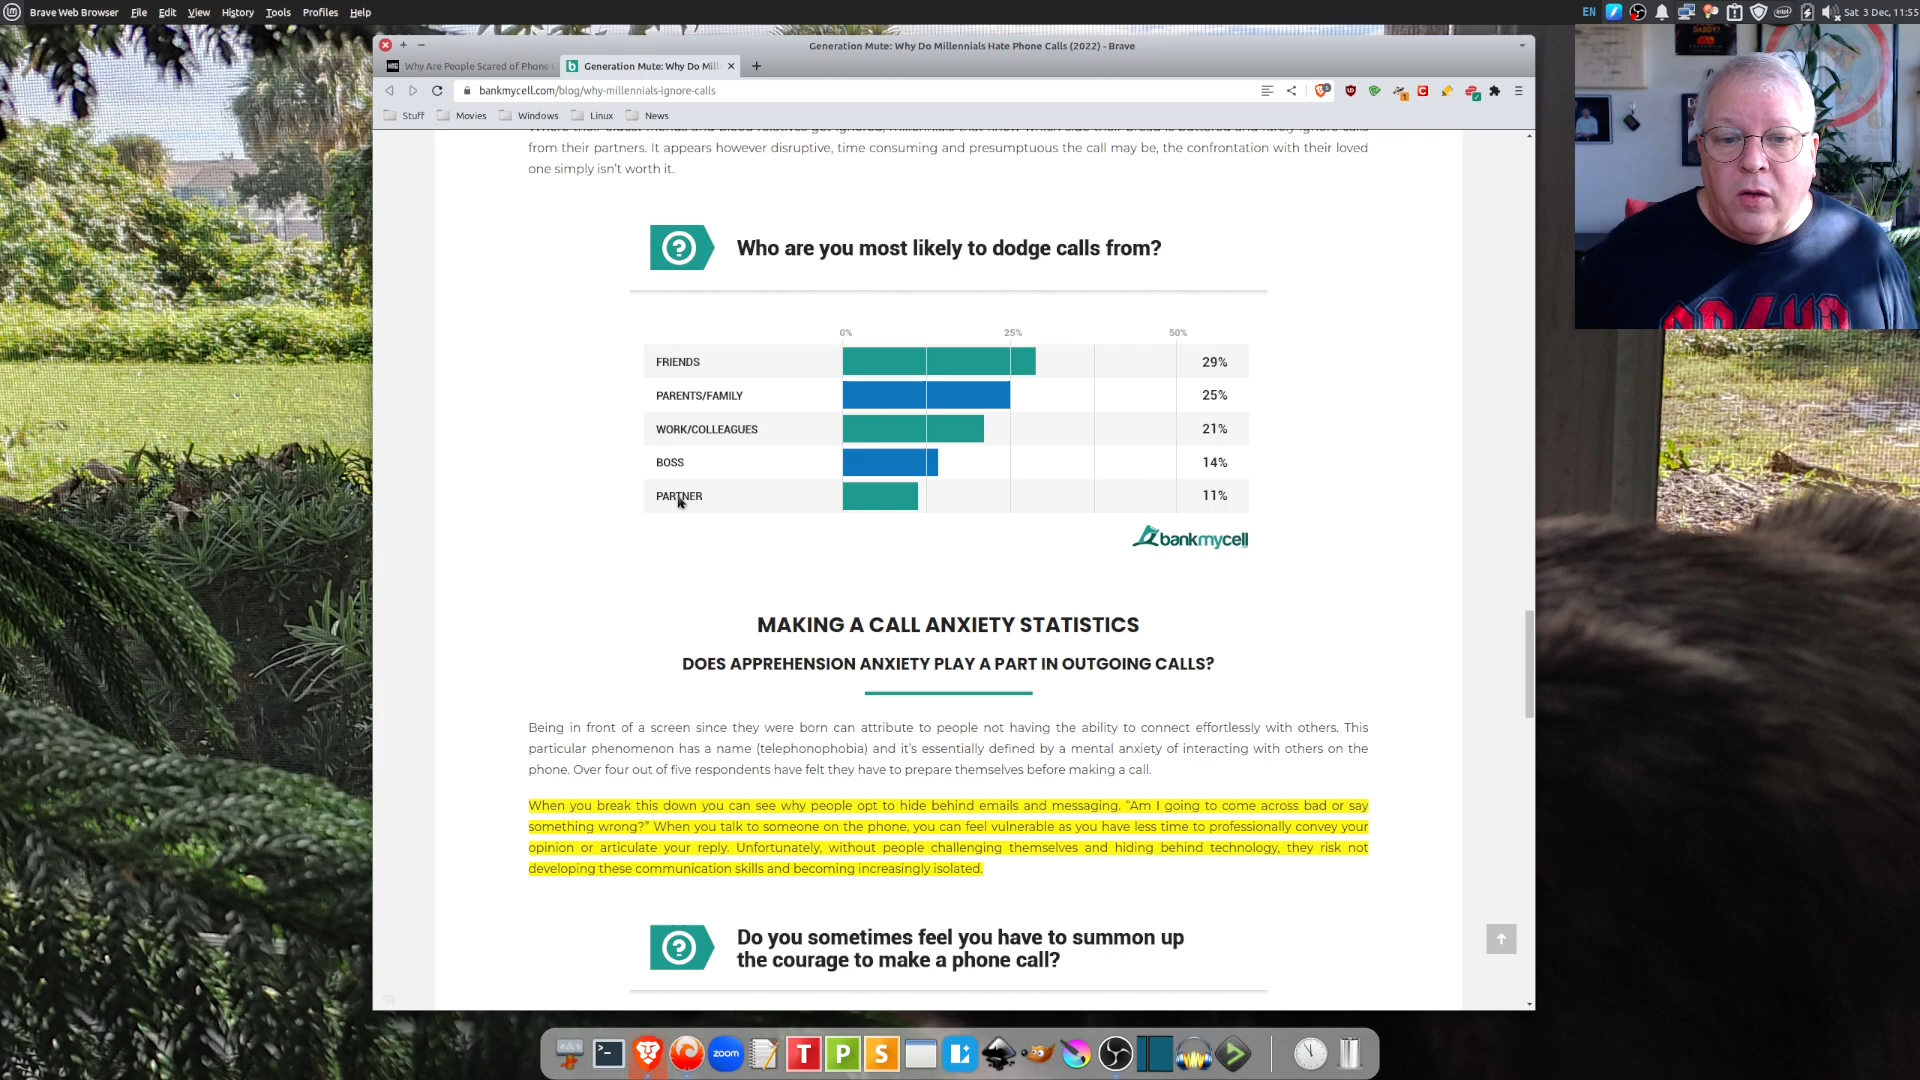 Brave Web Browser File Edit View History Tools Profiles Help
EN
Sat 3 Dec, 11:55
Generation Mute: Why Do Millennials Hate Phone Calls (2022) - Brave
Why Are People Scared of Phone
Generation Mute: Why Do Mill
bankmycell.com/blog/why-millennials-ignore-calls
Stuff Movies Windows Linux News
from their partners. It appears however disruptive, time consuming and presumptuous the call may be, the confrontation with their loved
one simply isn't worth it.
Who are you most likely to dodge calls from?
0% 25% 50%
FRIENDS 29%
PARENTS/FAMILY 25%
WORK/COLLEAGUES 21%
BOSS 14%
PARTNER 11%
bankmycell
MAKING A CALL ANXIETY STATISTICS
DOES APPREHENSION ANXIETY PLAY A PART IN OUTGOING CALLS?
Being in front of a screen since they were born can attribute to people not having the ability to connect effortlessly with others. This
particular phenomenon has a name (telephonophobia) and it's essentially defined by a mental anxiety of interacting with others on the
phone. Over four out of five respondents have felt they have to prepare themselves before making a call.
When you break this down you can see why people opt to hide behind emails and messaging. "Am I going to come across bad or say
something wrong?" When you talk to someone on the phone, you can feel vulnerable as you have less time to professionally convey your
opinion or articulate your reply. Unfortunately, without people challenging themselves and hiding behind technology, they risk not
developing these communication skills and becoming increasingly isolated.
Do you sometimes feel you have to summon up
the courage to make a phone call?
zoom T P S